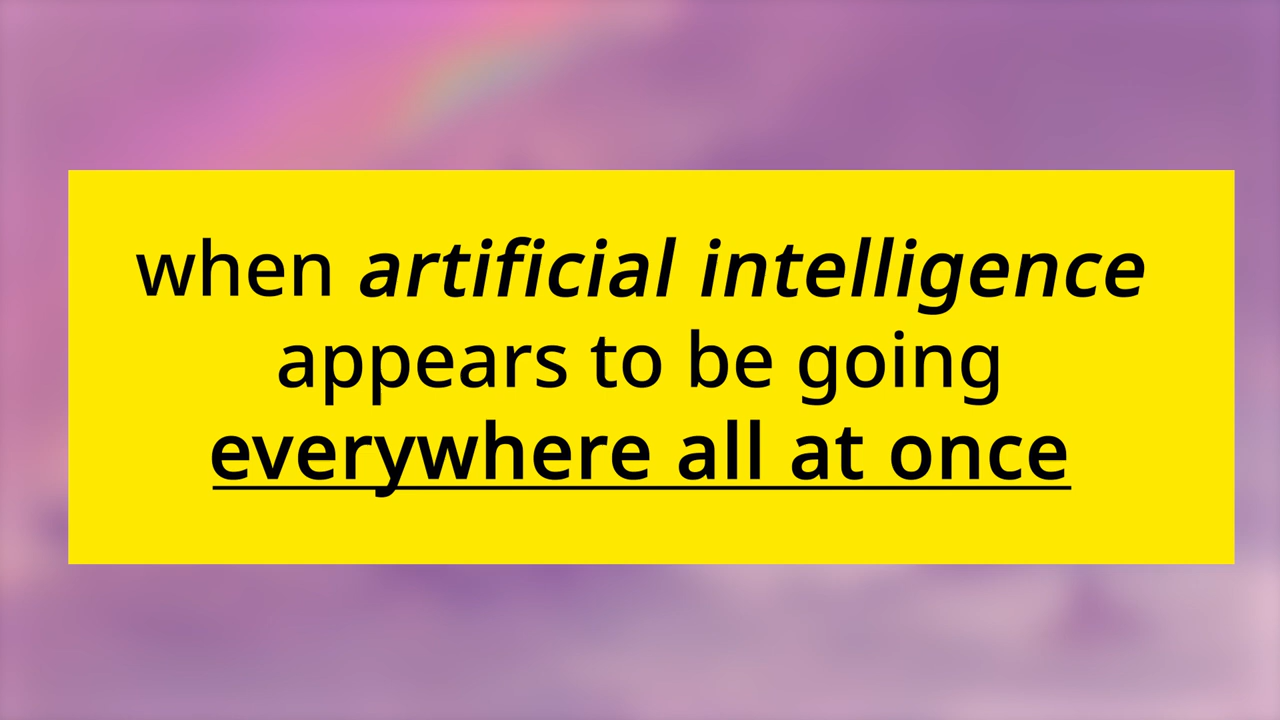 when artificial intelligence
appears to be going
everywhere all at once